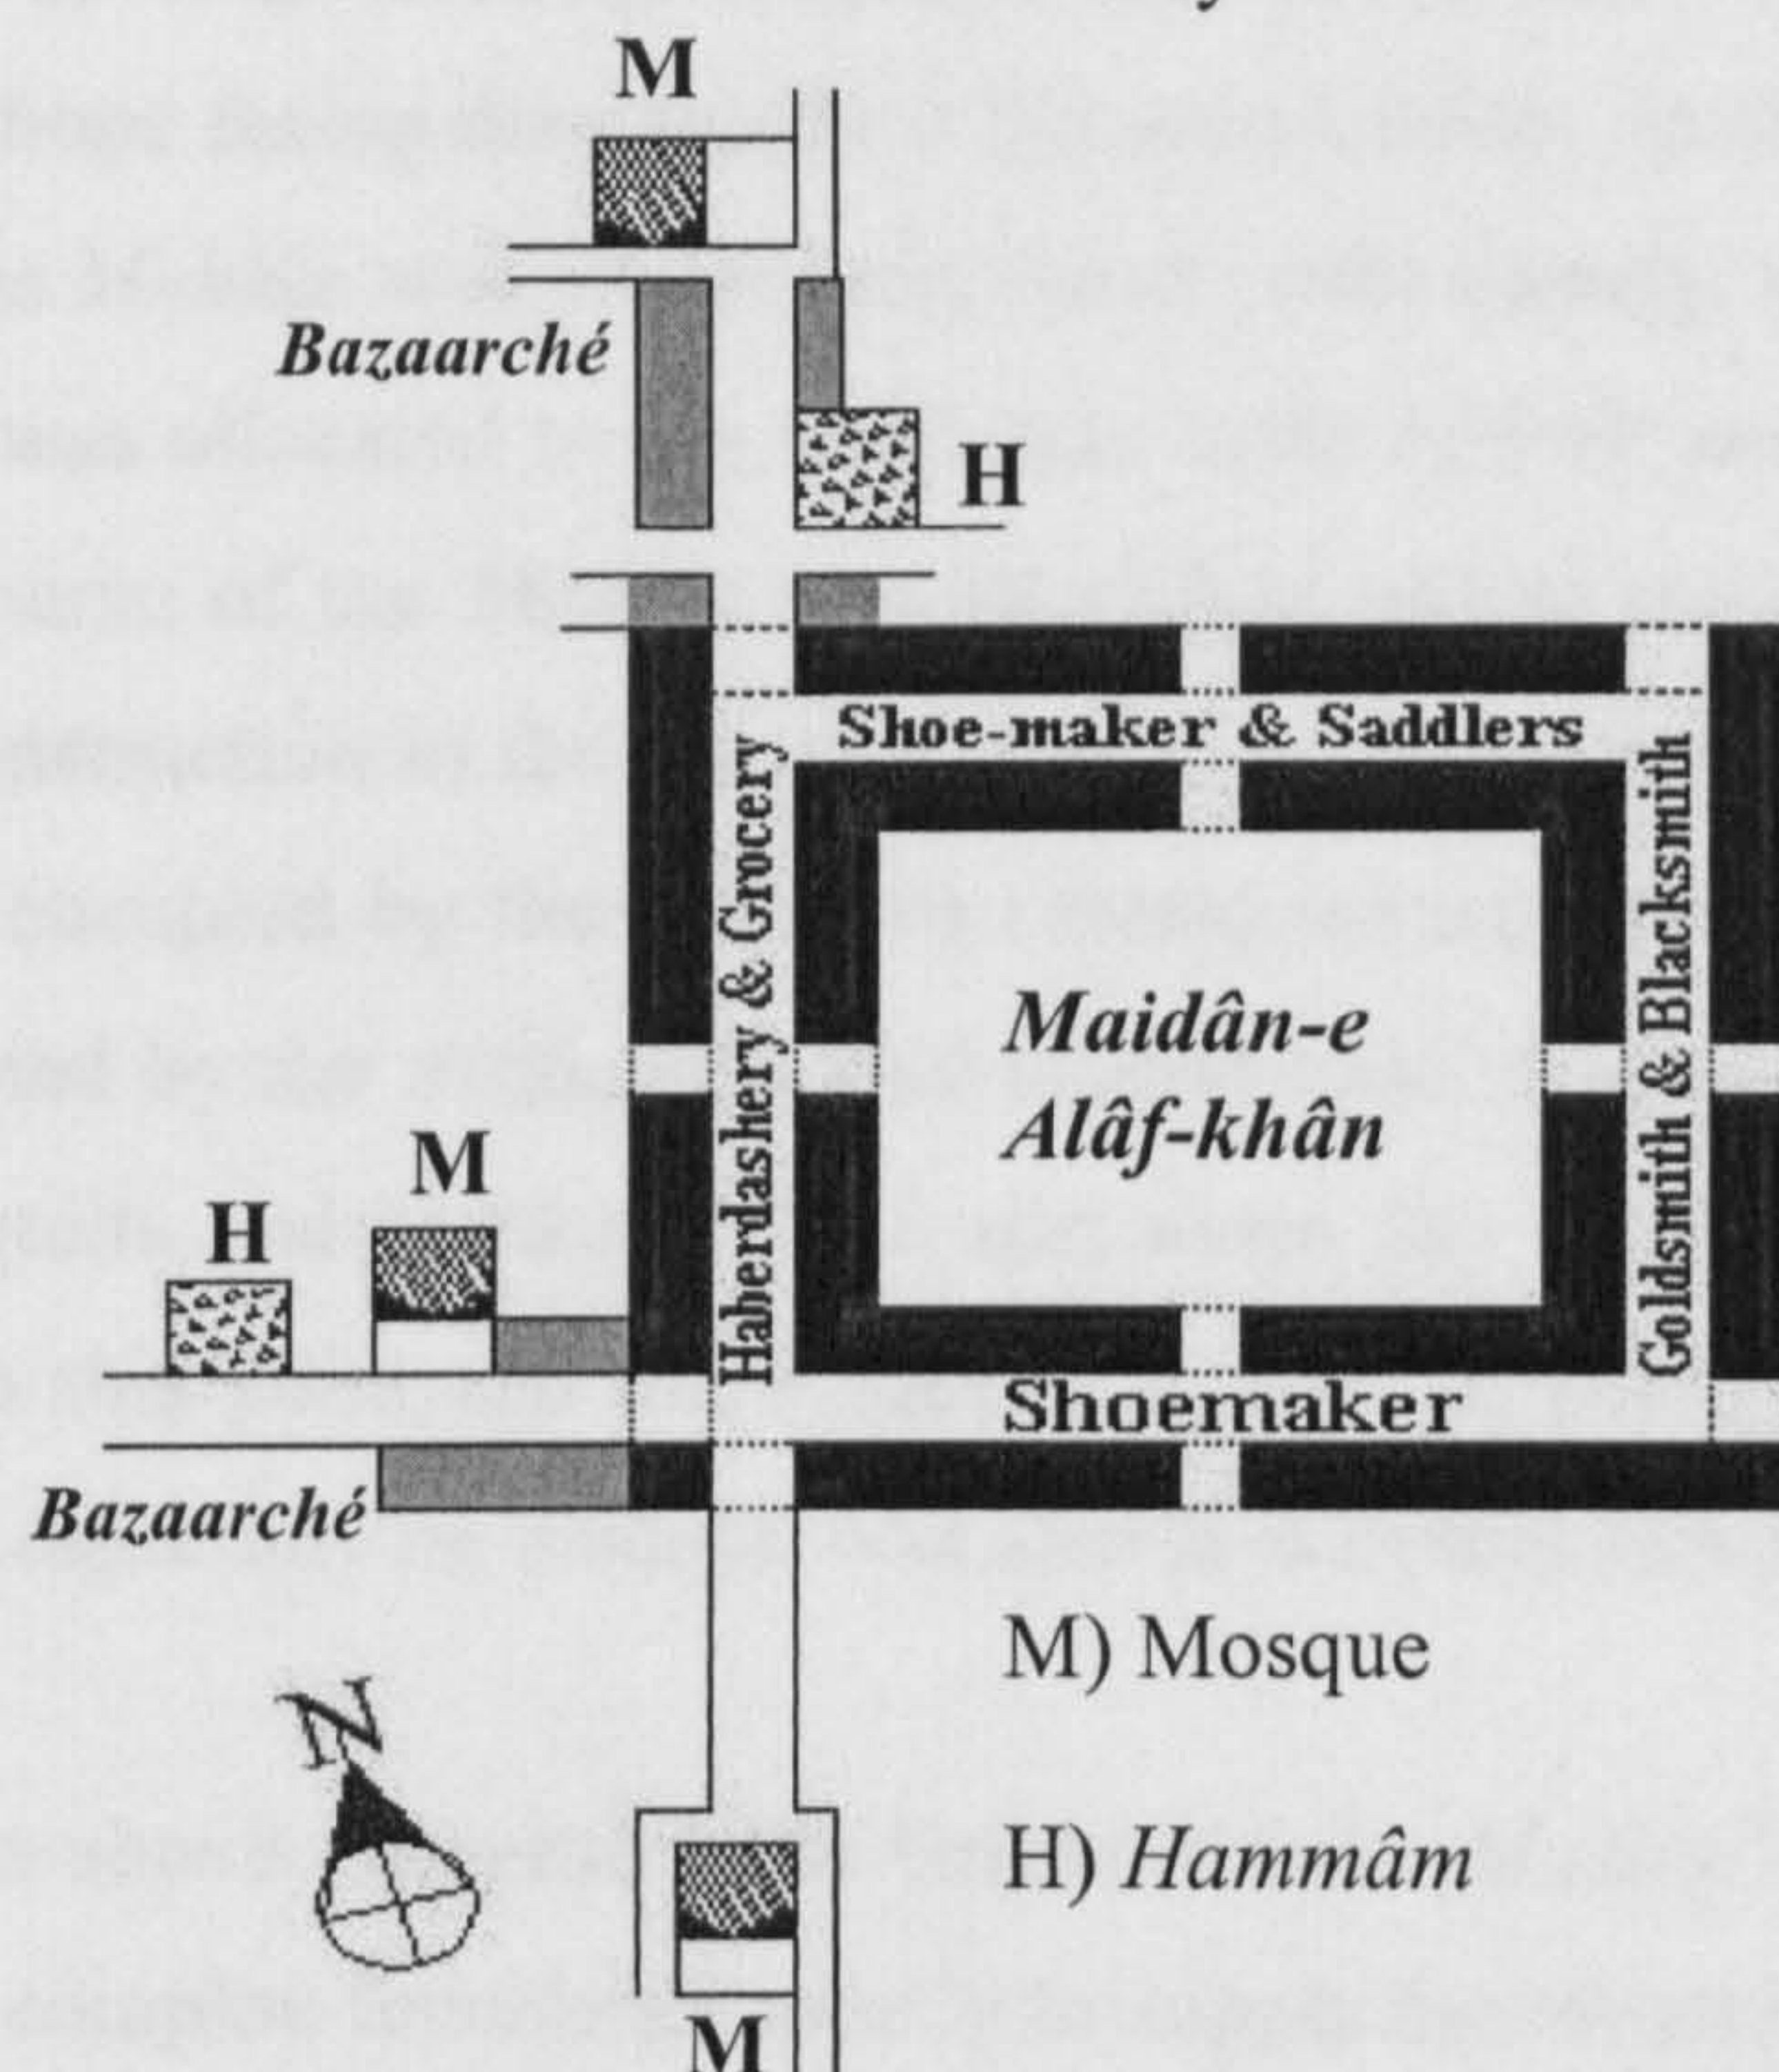 M
Bazaarché
H
Shoe-maker & Saddlers
Haberdashery & Grocery
Goldsmith & Blacksmith
Maidân-e
Alâf-khân
M
H
Shoemaker
Bazaarché
M) Mosque
N
H) Hammâm
M